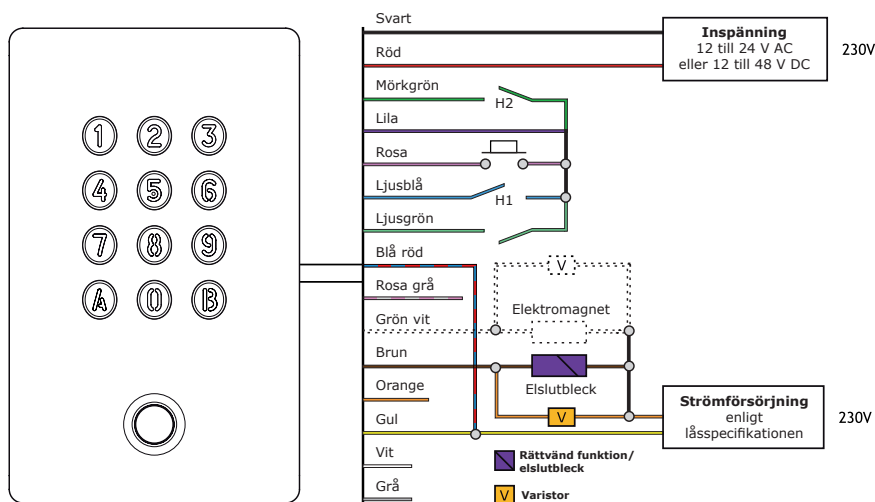 Svart
Röd
Mörkgrön
H2
Lila
Rosa
Ljusblå
H1
Ljusgrön
Blå röd
Rosa grå
Grön vit
Brun
Orange
Gul
Vit
Grå
Inspänning
12 till 24 V AC
eller 12 till 48 V DC
230V
V
Elektromagnet
Elslutbleck
V
Strömförsörjning
enligt
låsspecifikationen
230V
Rättvänd funktion/
elslutbleck
V Varistor
1 2 3
4 5 6
7 8 9
A 0 B